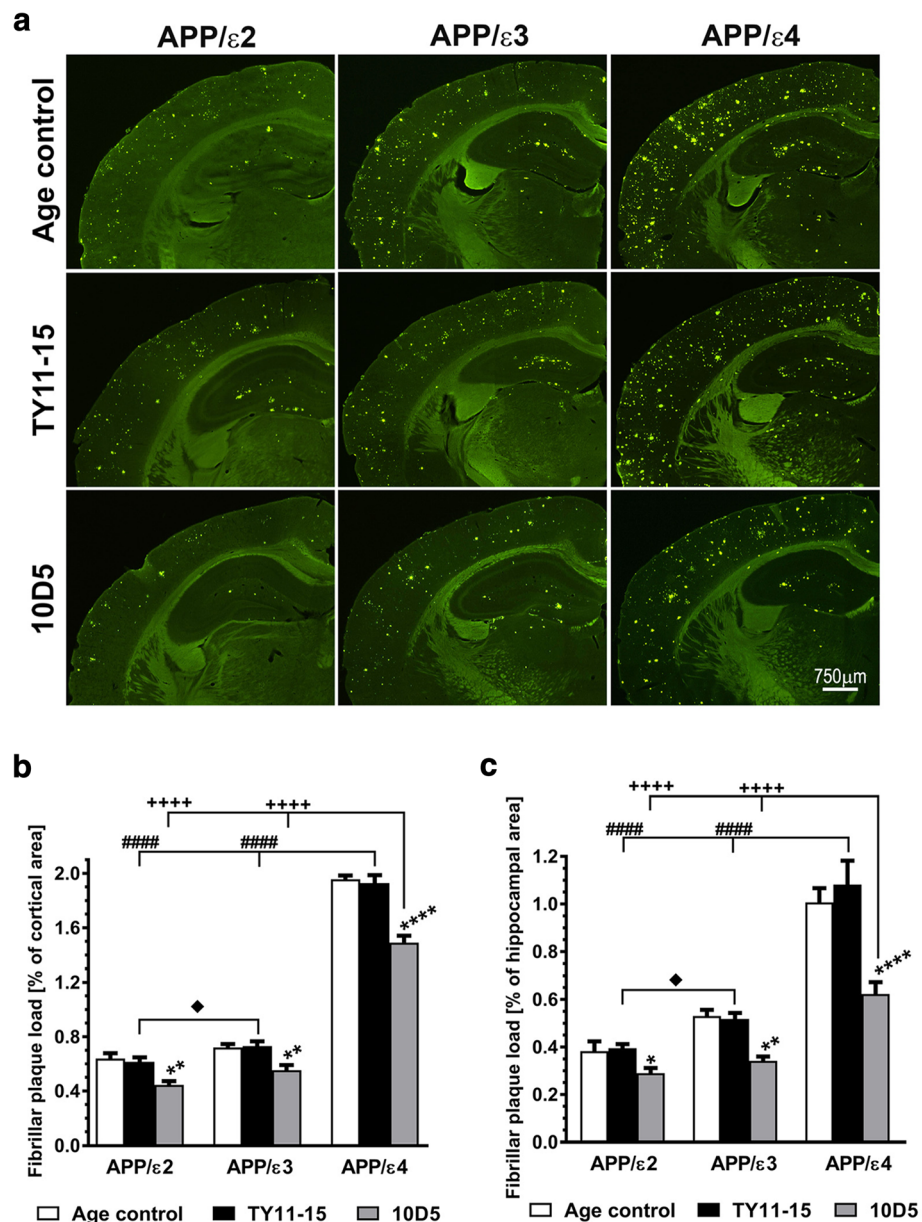 a
APP/ε2 APP/ε3 APP/ε4
Age control
TY11-15
10D5
750μm
b
Fibrillar plaque load [% of cortical area]
++++ ++++
#### ####
2.0
1.6
1.2
0.8
0.4
0.0
◆
**
**
****
APP/ε2 APP/ε3 APP/ε4
Age control TY11-15 10D5
c
Fibrillar plaque load [% of hippocampal area]
++++ ++++
#### ####
1.2
1.0
0.8
0.6
0.4
0.2
0.0
◆
*
**
****
APP/ε2 APP/ε3 APP/ε4
Age control TY11-15 10D5